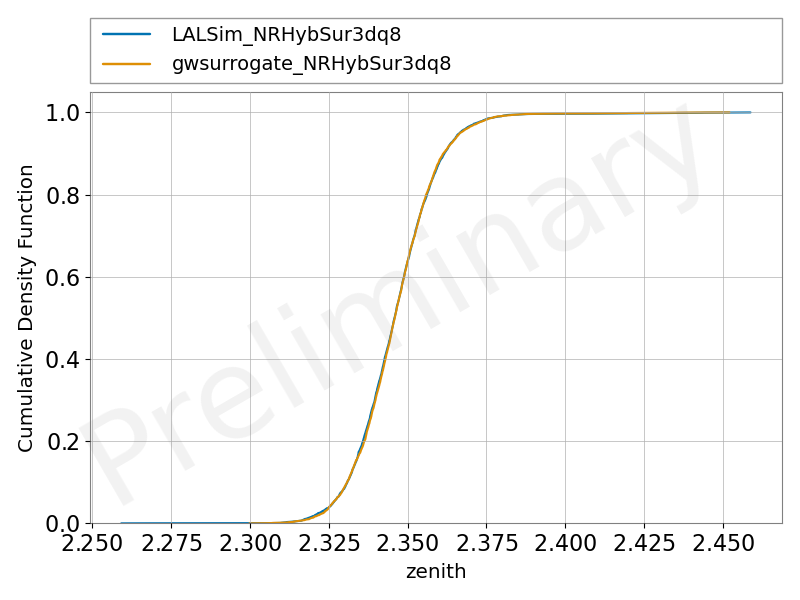 LALSim_NRHybSur3dq8
gwsurrogate_NRHybSur3dq8
Preliminary
Cumulative Density Function
1.0
0.8
0.6
0.4
0.2
0.0
2.250 2.275 2.300 2.325 2.350 2.375 2.400 2.425 2.450
zenith